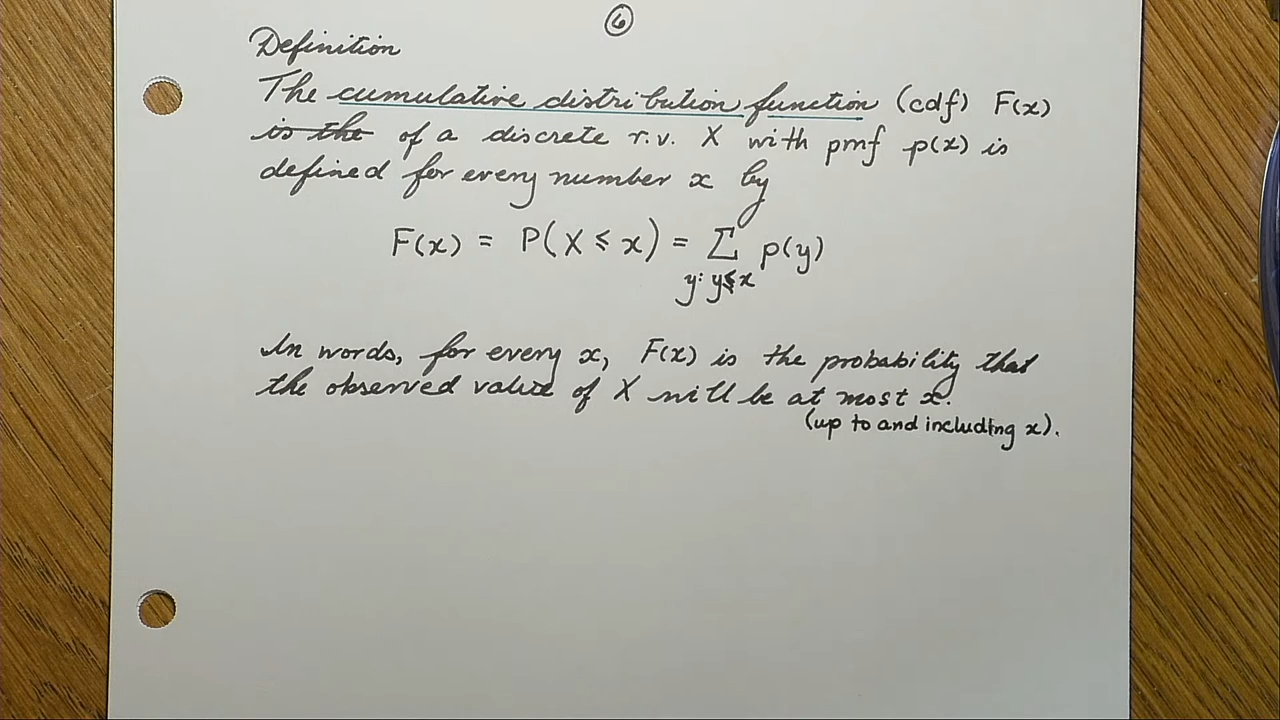 ⑥
Definition
The cumulative distribution function (cdf) F(x)
is the of a discrete r.v. X with pmf p(x) is
defined for every number x by
F(x) = P(X ≤ x) = Σ p(y)
y: y≤x
In words, for every x, F(x) is the probability that
the observed value of X will be at most x.
(up to and including x).